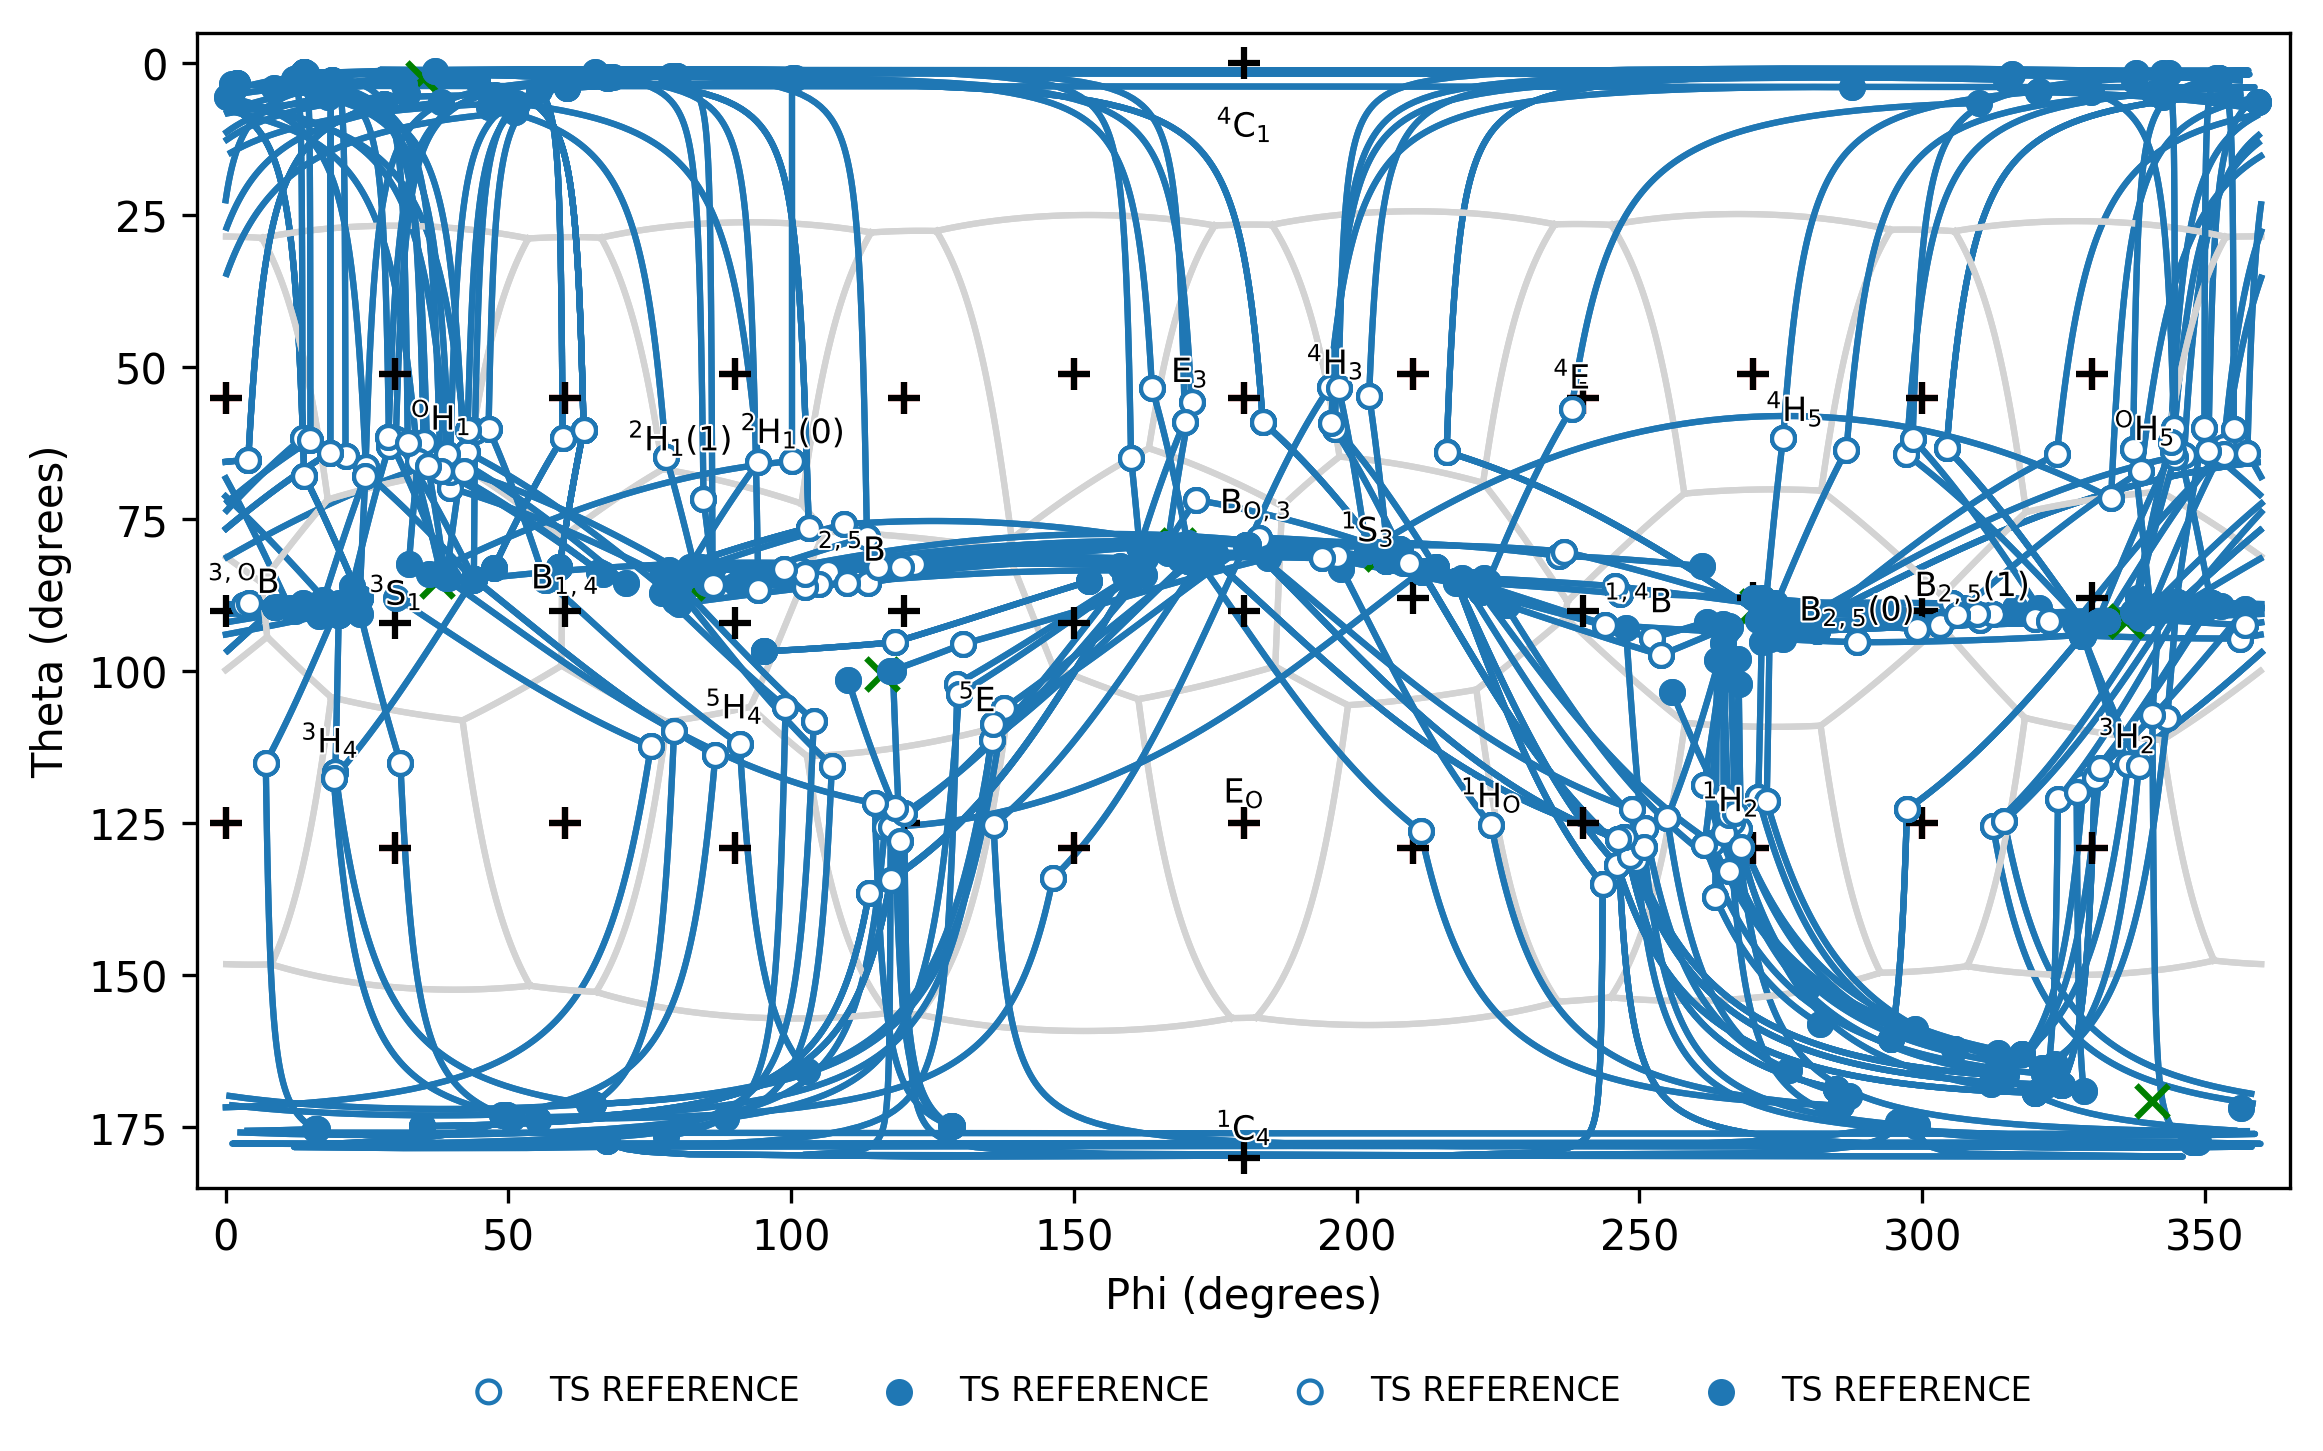 0
25
50
75
100
125
150
175
Theta (degrees)
⁴C₁
E₃
⁴H₃
⁴E
⁴H₅
ᴼH₁
²H₁(1)
²H₁(0)
ᴼH₅
B_O,₃
¹S₃
²,⁵B
³,ᴼB
³S₁
B₁,₄
¹,⁴B
B₂,₅(0)
B₂,₅(1)
⁵E
⁵H₄
³H₄
³H₂
E_O
¹H_O
¹H₂
¹C₄
0
50
100
150
200
250
300
350
Phi (degrees)
TS REFERENCE
TS REFERENCE
TS REFERENCE
TS REFERENCE